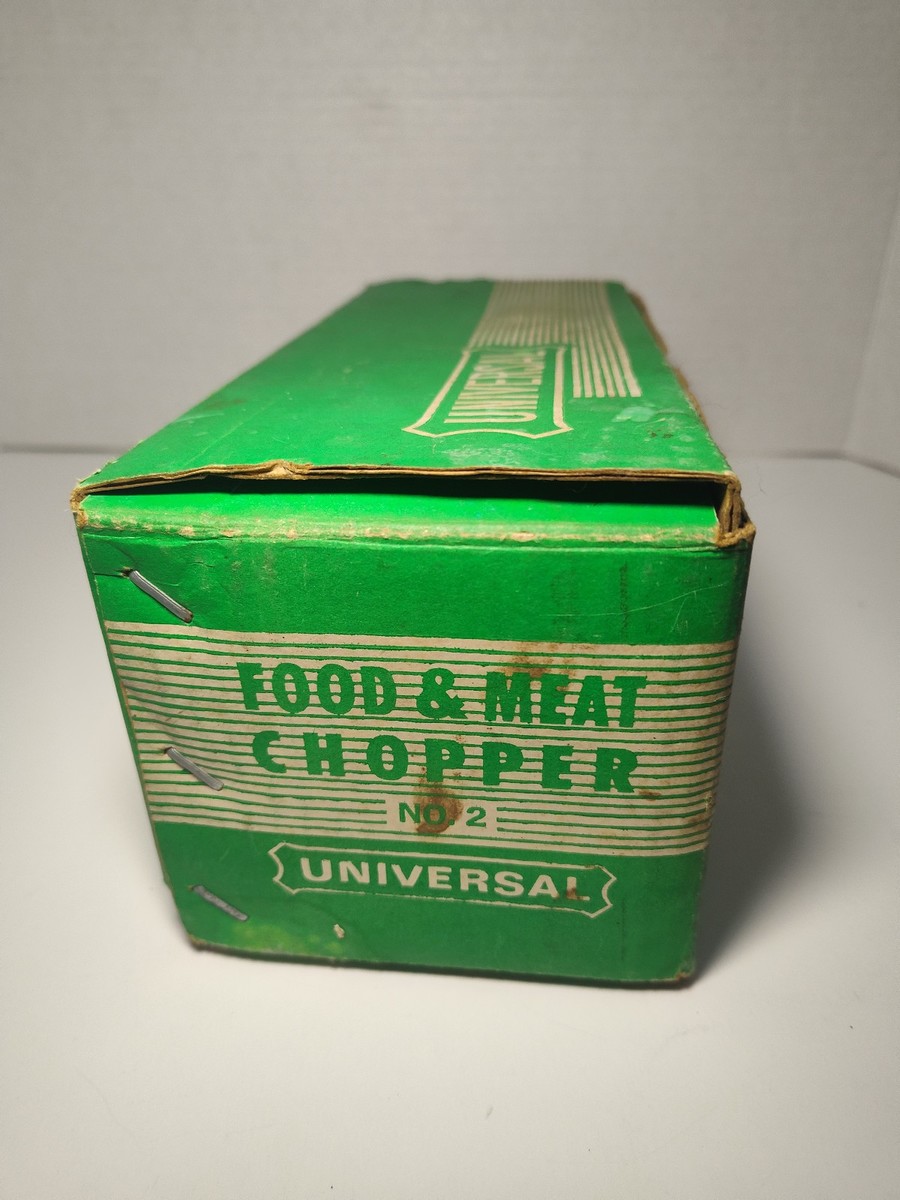 UNIVERSAL
FOOD & MEAT
CHOPPER
NO. 2
UNIVERSAL